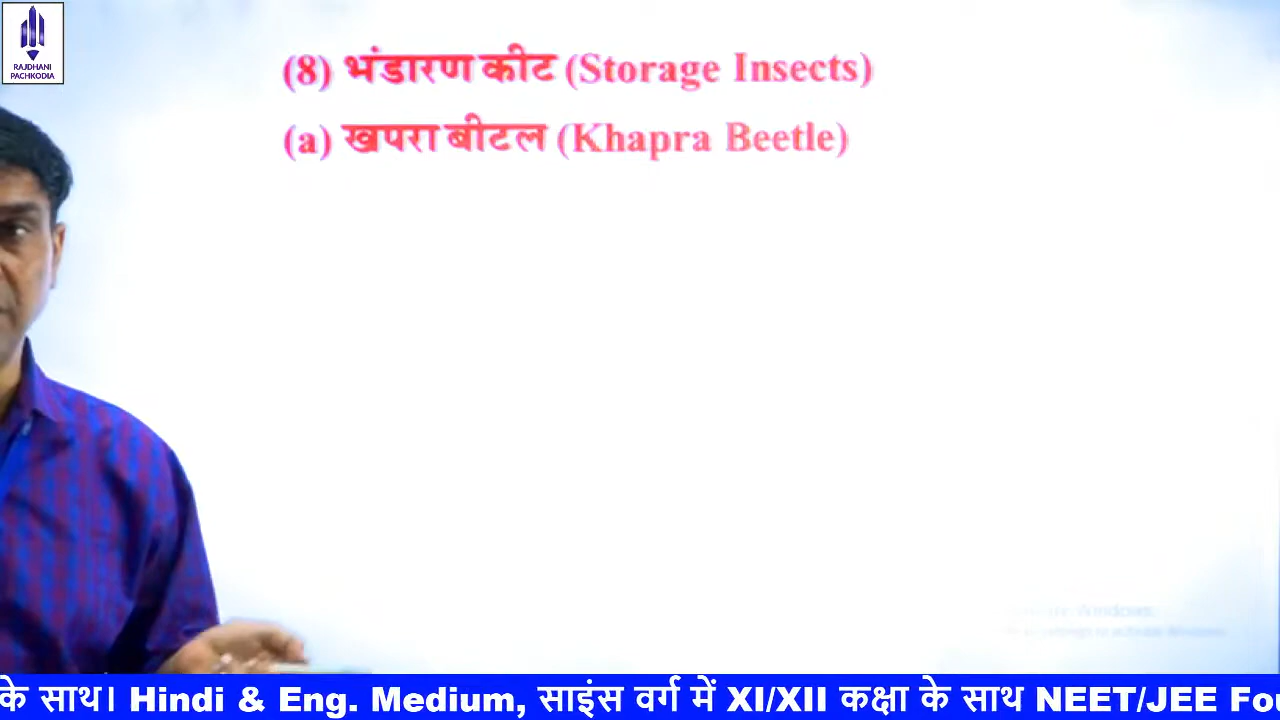 RAJDHANI
PACHKODIA
(8) भंडारण कीट (Storage Insects)
(a) खपरा बीटल (Khapra Beetle)
के साथ। Hindi & Eng. Medium, साइंस वर्ग में XI/XII कक्षा के साथ NEET/JEE Fou